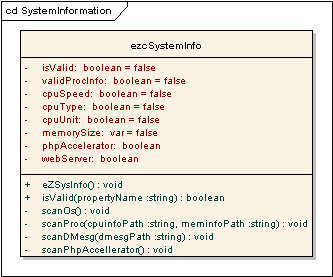 cd SystemInformation
ezcSystemInfo
- isValid: boolean = false
- validProcInfo: boolean = false
- cpuSpeed: boolean = false
- cpuType: boolean = false
- cpuUnit: boolean = false
- memorySize: var = false
- phpAccelerator: boolean
- webServer: boolean
+ eZSysInfo() : void
+ isValid(propertyName :string) : boolean
- scanOs() : void
- scanProc(cpuinfoPath :string, meminfoPath :string) : void
- scanDMesg(dmesgPath :string) : void
- scanPhpAccellerator() : void